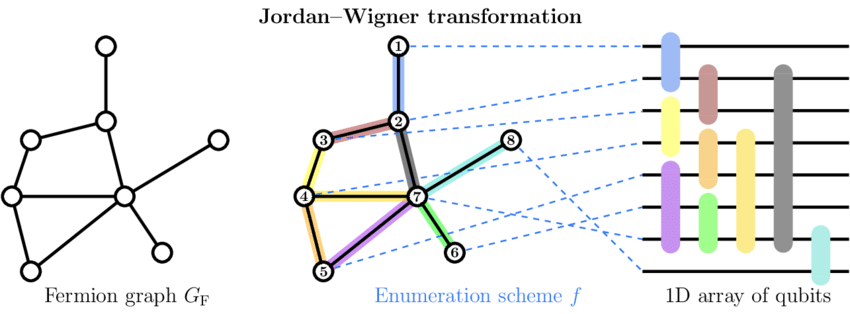 Jordan–Wigner transformation
1
2
3
8
4
7
6
5
Fermion graph G_F
Enumeration scheme f
1D array of qubits